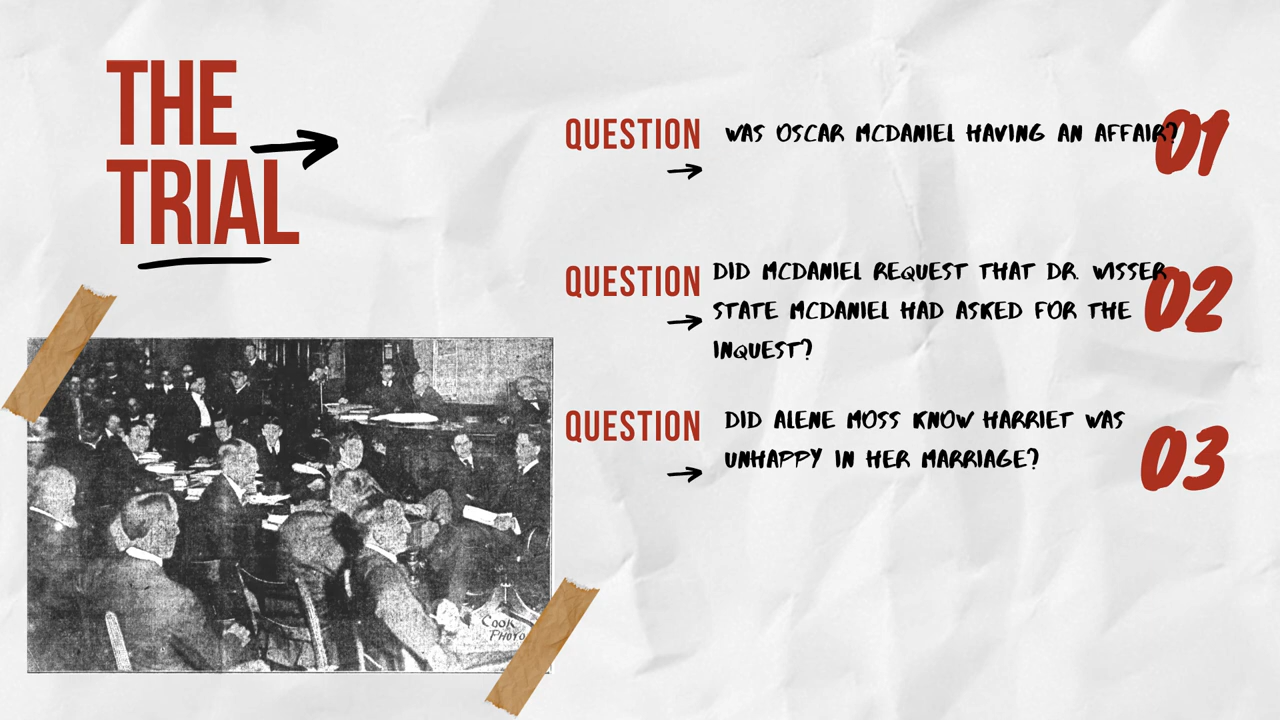 THE
TRIAL
QUESTION
WAS OSCAR MCDANIEL HAVING AN AFFAIR?
01
QUESTION
DID MCDANIEL REQUEST THAT DR. WISSER
STATE MCDANIEL HAD ASKED FOR THE
INQUEST?
02
QUESTION
DID ALENE MOSS KNOW HARRIET WAS
UNHAPPY IN HER MARRIAGE?
03
COOK
PHOTO